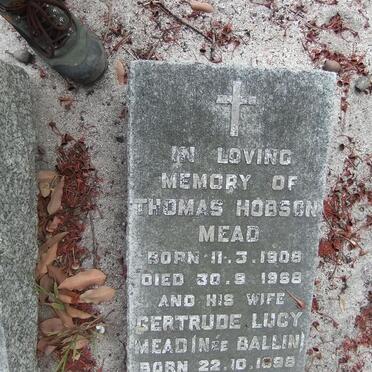 IN LOVING
MEMORY OF
THOMAS HOBSON
MEAD
BORN 11.3.1908
DIED 30.9.1968
AND HIS WIFE
GERTRUDE LUCY
MEAD (NÉE BALLIN)
BORN 22.10.1898